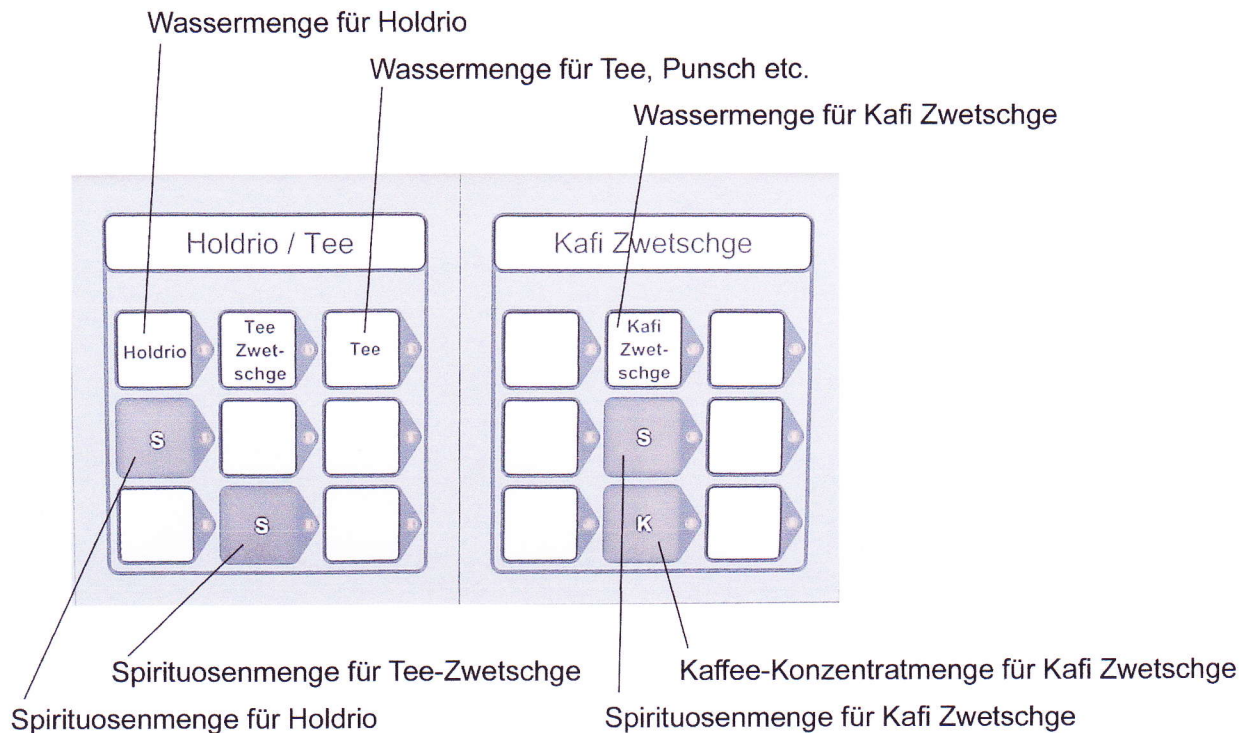 Wassermenge für Holdrio
Wassermenge für Tee, Punsch etc.
Wassermenge für Kafi Zwetschge
Holdrio / Tee
Kafi Zwetschge
Holdrio
Tee
Zwet-
schge
Tee
Kafi
Zwet-
schge
S
S
S
K
Spirituosenmenge für Tee-Zwetschge
Kaffee-Konzentratmenge für Kafi Zwetschge
Spirituosenmenge für Holdrio
Spirituosenmenge für Kafi Zwetschge